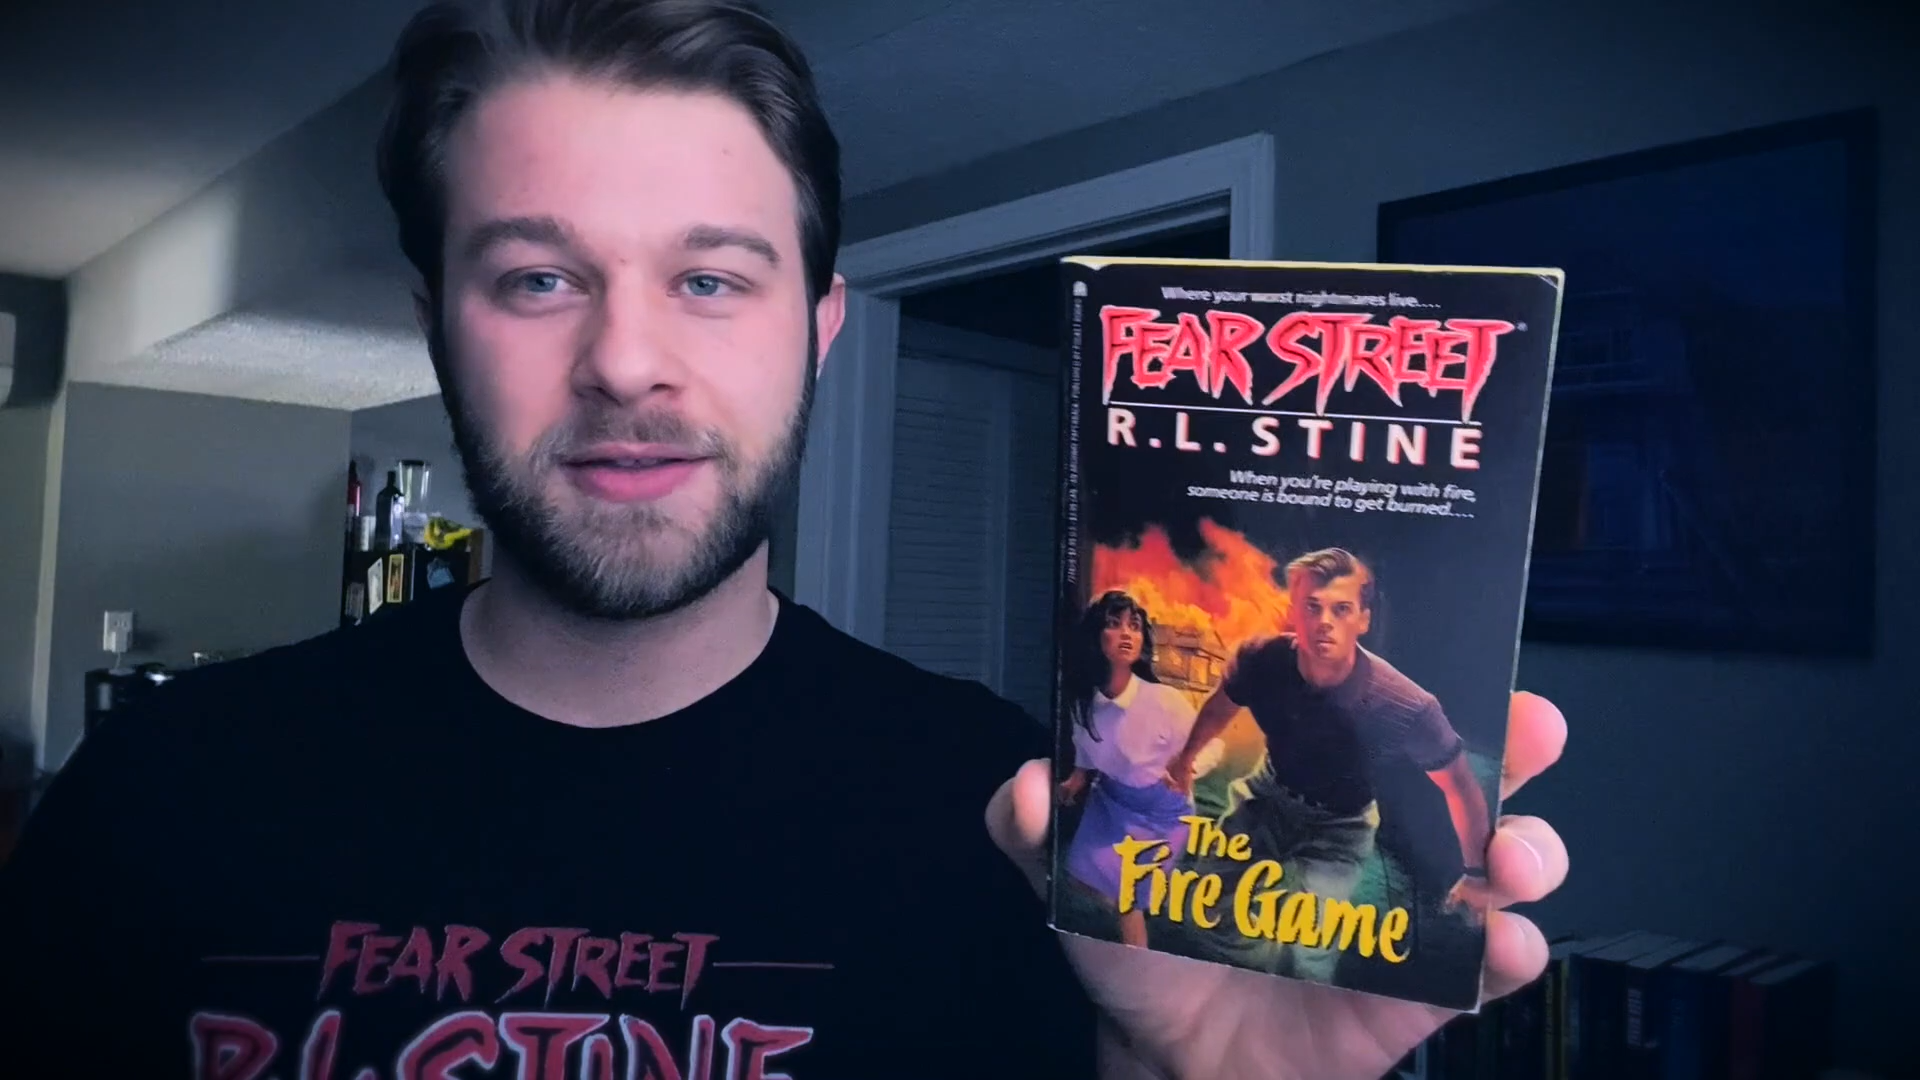 Where your worst nightmares live....
FEAR STREET®
R.L. STINE
When you're playing with fire,
someone is bound to get burned....
The
Fire Game
FEAR STREET
R.L. STINE